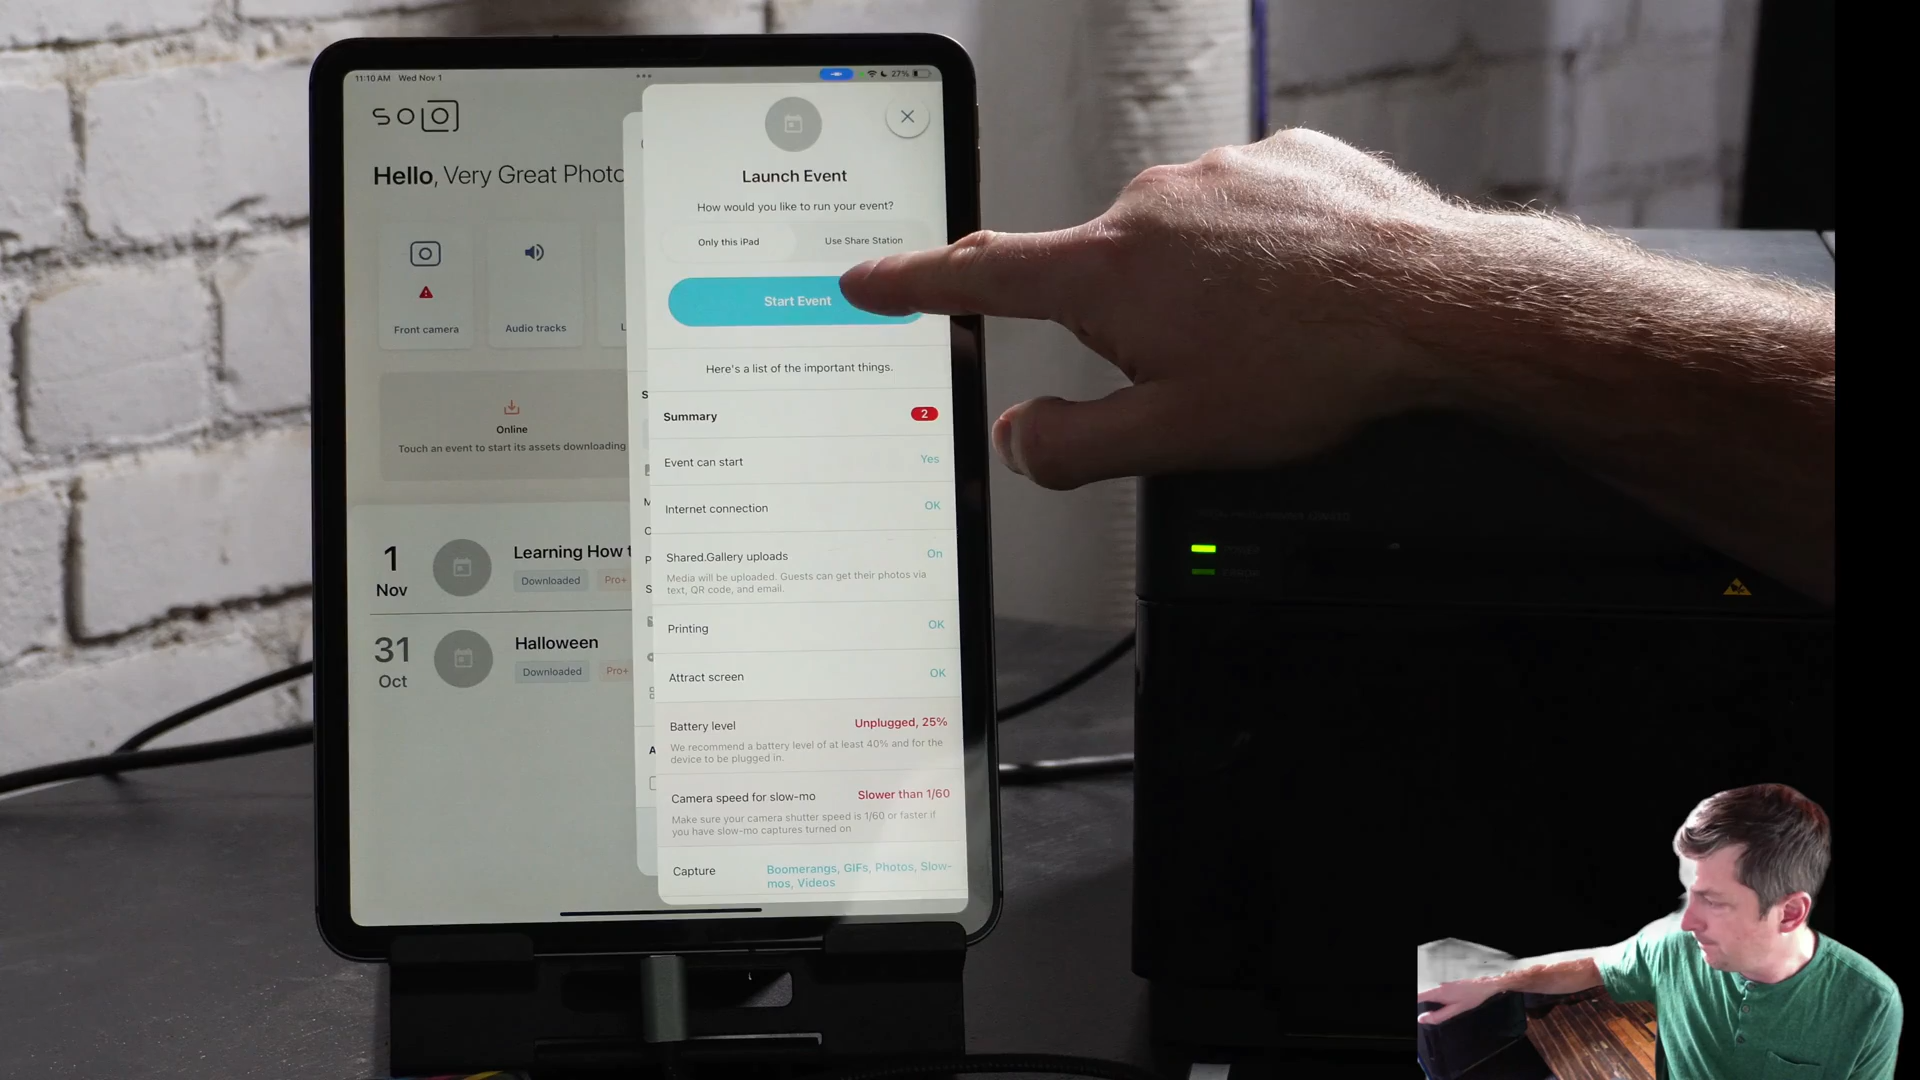 11:10 AM Wed Nov 1
27%
SOLO
Hello, Very Great Photo
Front camera
Audio tracks
Online
Touch an event to start its assets downloading
1
Nov
Learning How t
Downloaded
Pro+
31
Oct
Halloween
Downloaded
Pro+
Launch Event
How would you like to run your event?
Only this iPad
Use Share Station
Start Event
Here's a list of the important things.
Summary
2
Event can start
Yes
Internet connection
OK
Shared.Gallery uploads
On
Media will be uploaded. Guests can get their photos via
text, QR code, and email.
Printing
OK
Attract screen
OK
Battery level
Unplugged, 25%
We recommend a battery level of at least 40% and for the
device to be plugged in.
Camera speed for slow-mo
Slower than 1/60
Make sure your camera shutter speed is 1/60 or faster if
you have slow-mo captures turned on
Capture
Boomerangs, GIFs, Photos, Slow-
mos, Videos
POWER
ERROR